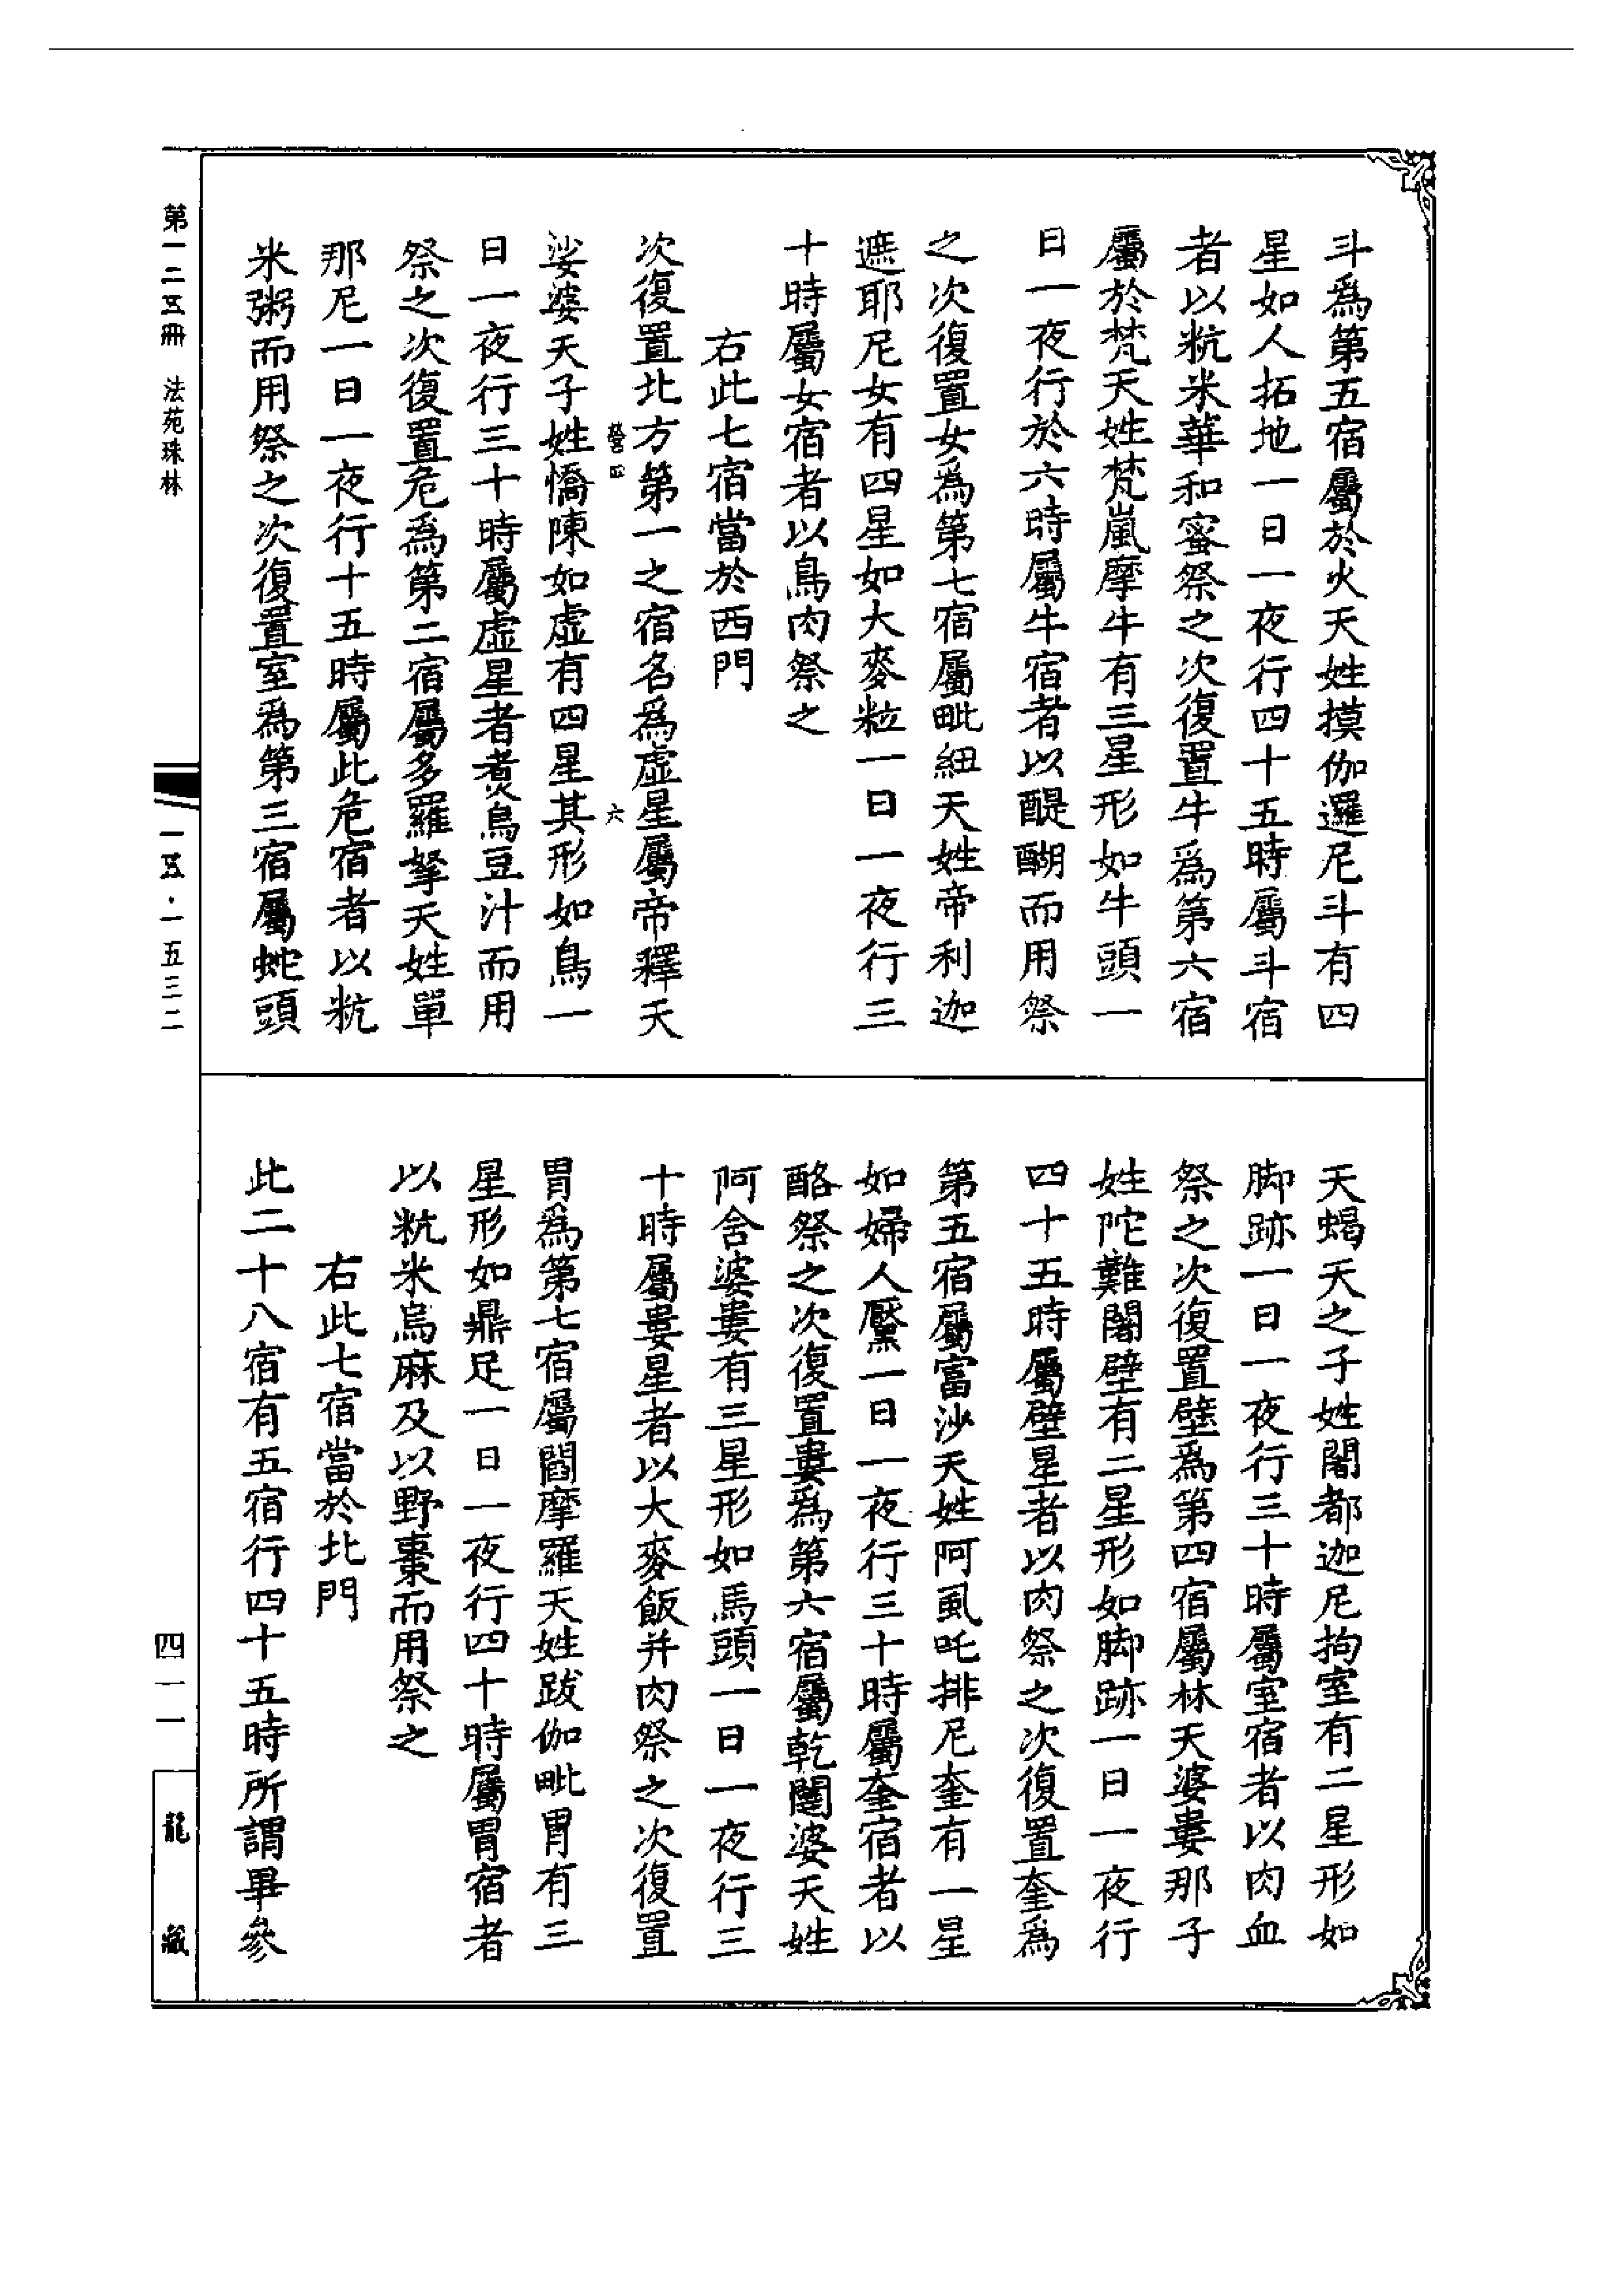 斗爲第五宿屬於火天姓摸伽邏尼斗有四
星如人拓地一日一夜行四十五時屬斗宿
者以粇米華和蜜祭之次復置牛爲第六宿
屬於梵天姓梵嵐摩牛有三星形如牛頭一
日一夜行於六時屬牛宿者以醍醐而用祭
之次復置女爲第七宿屬毗紐天姓帝利迦
遮耶尼女有四星如大麥粒一日一夜行三
十時屬女宿者以鳥肉祭之
右此七宿當於西門
次復置北方第一之宿名爲虛星屬帝釋天
營四
六
娑婆天子姓憍陳如虛有四星其形如鳥一
日一夜行三十時屬虛星者煑烏豆汁而用
祭之次復置危爲第二宿屬多羅拏天姓單
那尼一日一夜行十五時屬此危宿者以粇
米粥而用祭之次復置室爲第三宿屬蛇頭
天蝎天之子姓闍都迦尼拘室有二星形如
脚跡一日一夜行三十時屬室宿者以肉血
祭之次復置壁爲第四宿屬林天婆婁那子
姓陀難闍壁有二星形如脚跡一日一夜行
四十五時屬壁星者以肉祭之次復置奎爲
第五宿屬富沙天姓阿虱吒排尼奎有一星
如婦人黶一日一夜行三十時屬奎宿者以
酪祭之次復置婁爲第六宿屬乾闥婆天姓
阿舍婆婁有三星形如馬頭一日一夜行三
十時屬婁星者以大麥飯并肉祭之次復置
胃爲第七宿屬閻摩羅天姓跋伽毗胃有三
星形如鼎足一日一夜行四十時屬胃宿者
以粇米烏麻及以野棗而用祭之
右此七宿當於北門
此二十八宿有五宿行四十五時所謂畢參
第一二五冊 法苑珠林
一五·一五三二
四一一
龍藏